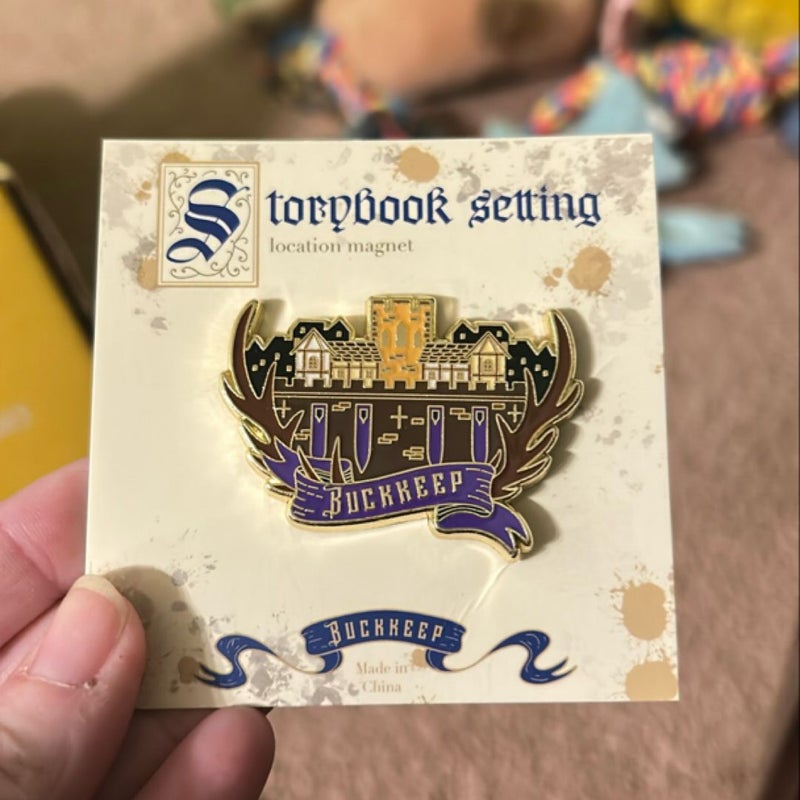 Storybook setting
location magnet
BUCKKEEP
BUCKKEEP
Made in
China